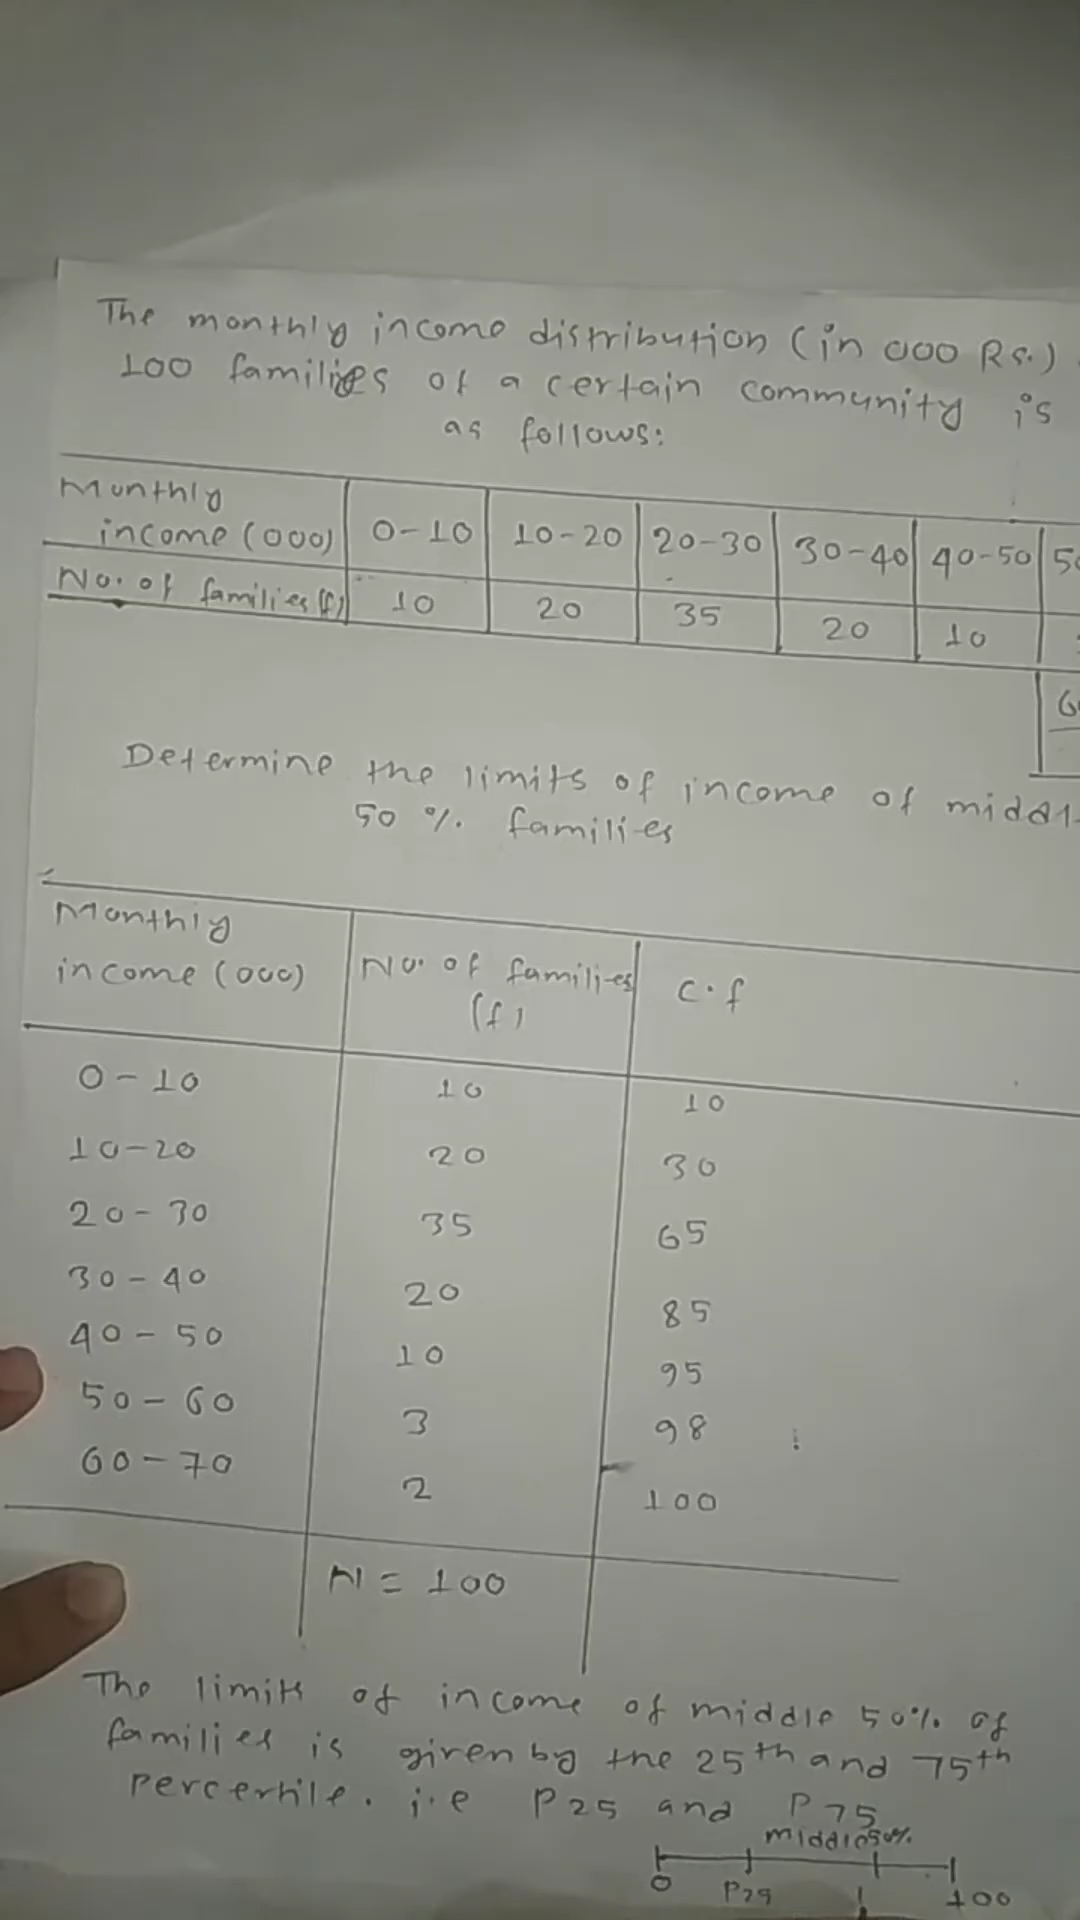 The monthly income distribution (in 000 Rs.)
100 families of a certain community is
as follows:
Monthly
income (000) 0-10 10-20 20-30 30-40 40-50
No. of families (f) 10 20 35 20 10
Determine the limits of income of
50 % families
Monthly
income (000) No. of families (f) c.f
0-10 10 10
10-20 20 30
20-30 35 65
30-40 20 85
40-50 10 95
50-60 3 98
60-70 2 100
N = 100
The limits of income of middle 50% of
families is given by the 25th and 75th
percentile. i.e P25 and P75
middle 50%
0 P25 100